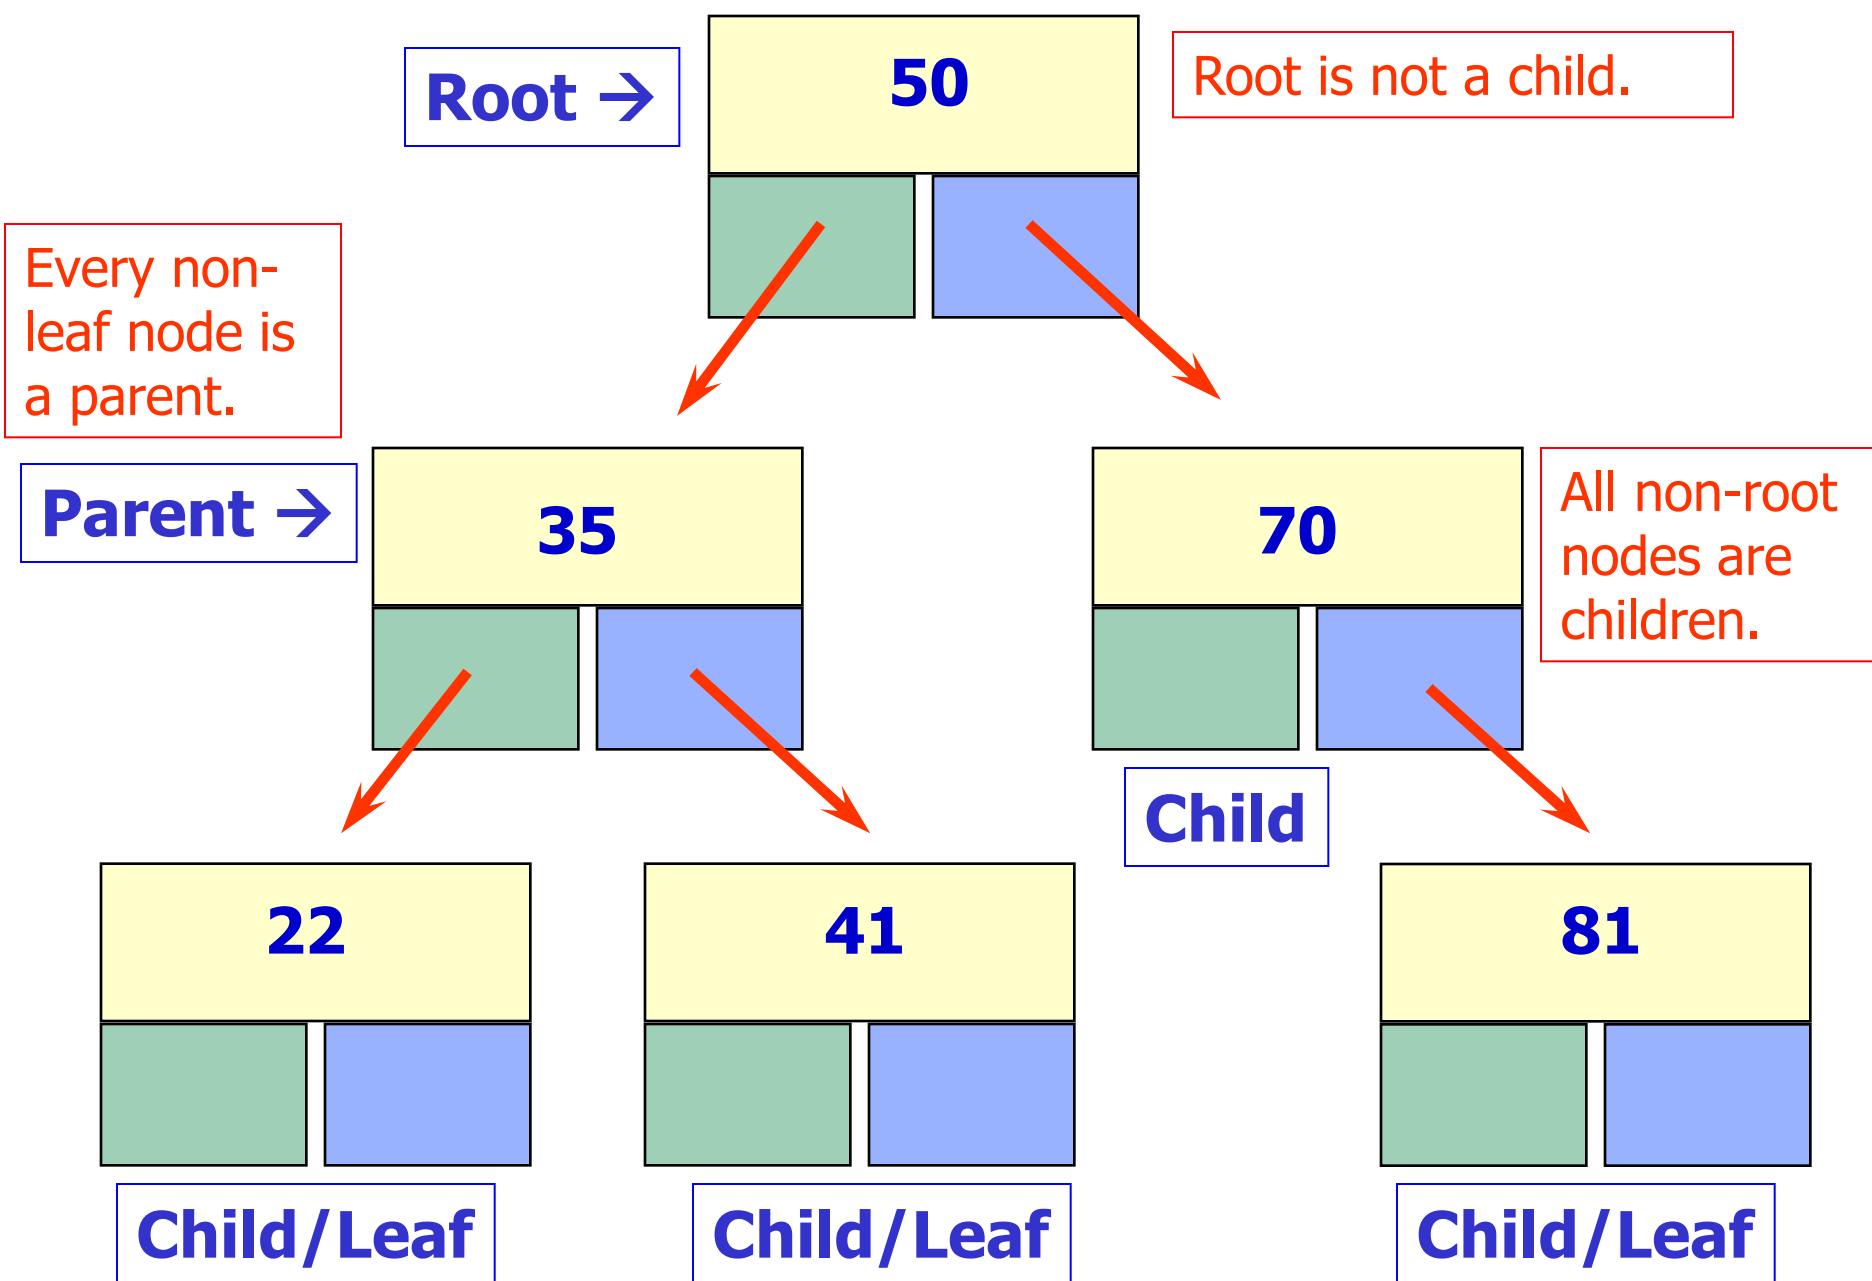 Root →
50
Root is not a child.
Every non-
leaf node is
a parent.
Parent →
35
70
All non-root
nodes are
children.
Child
22
41
81
Child/Leaf
Child/Leaf
Child/Leaf